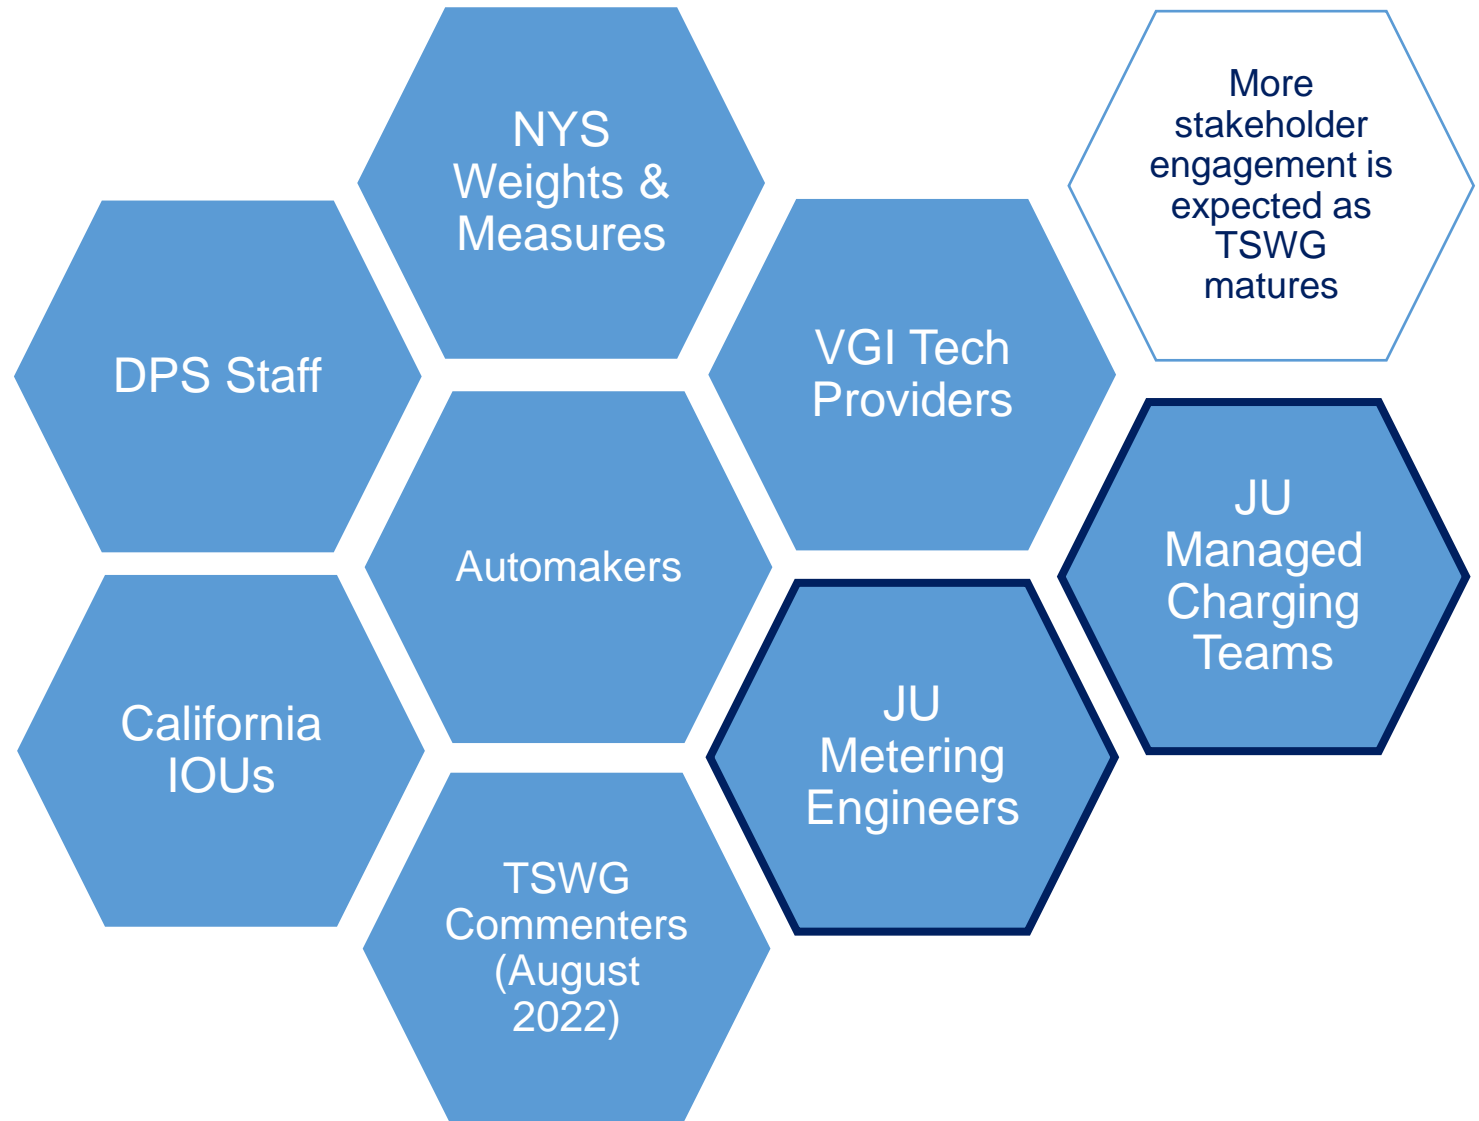 NYS
Weights &
Measures
More
stakeholder
engagement is
expected as
TSWG
matures
DPS Staff
VGI Tech
Providers
Automakers
JU
Managed
Charging
Teams
California
IOUs
JU
Metering
Engineers
TSWG
Commenters
(August
2022)